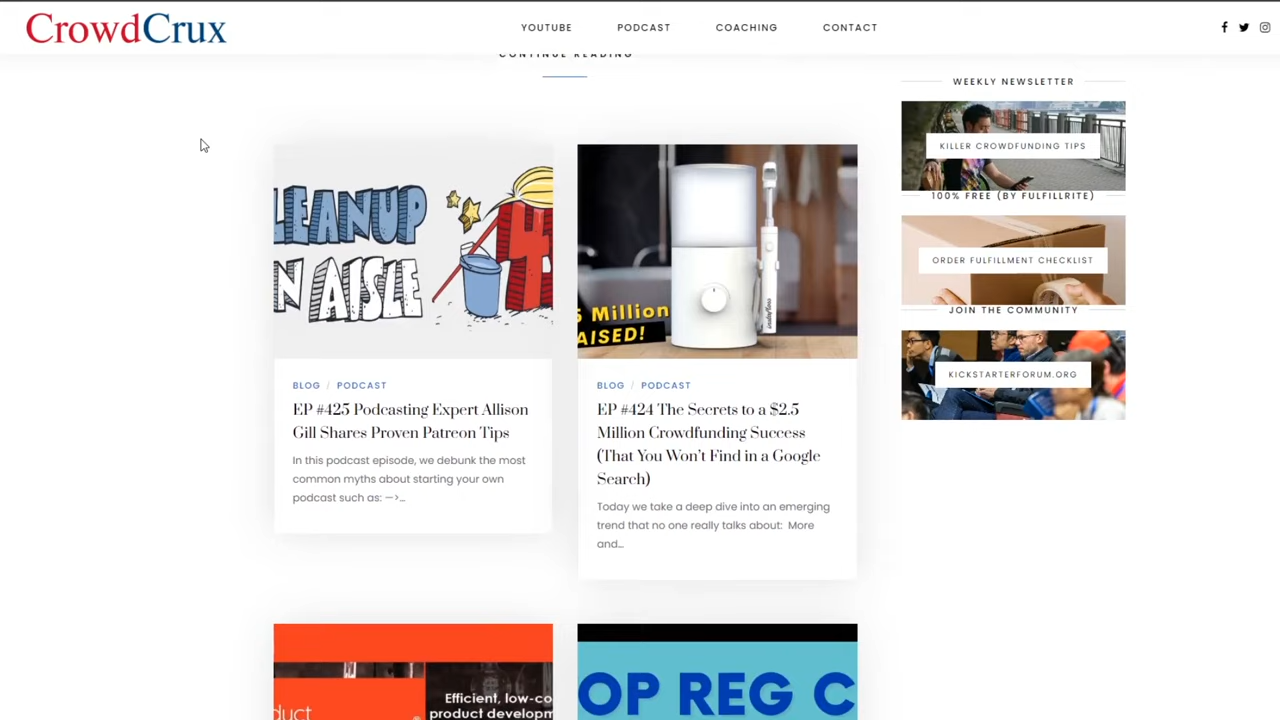 CrowdCrux
YOUTUBE PODCAST COACHING CONTACT
CONTINUE READING
LEANUP
N AISLE
4
BLOG / PODCAST
EP #425 Podcasting Expert Allison
Gill Shares Proven Patreon Tips
In this podcast episode, we debunk the most
common myths about starting your own
podcast such as: —>…
5 Million
AISED!
BLOG / PODCAST
EP #424 The Secrets to a $2.5
Million Crowdfunding Success
(That You Won't Find in a Google
Search)
Today we take a deep dive into an emerging
trend that no one really talks about: More
and…
Efficient, low-co
product developm
duct
OP REG C
WEEKLY NEWSLETTER
KILLER CROWDFUNDING TIPS
100% FREE (BY FULFILLRITE)
ORDER FULFILLMENT CHECKLIST
JOIN THE COMMUNITY
KICKSTARTERFORUM.ORG